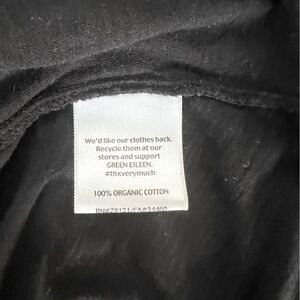 We'd like our clothes back.
Recycle them at our
stores and support
GREEN EILEEN.
#thxverymuch
100% ORGANIC COTTON